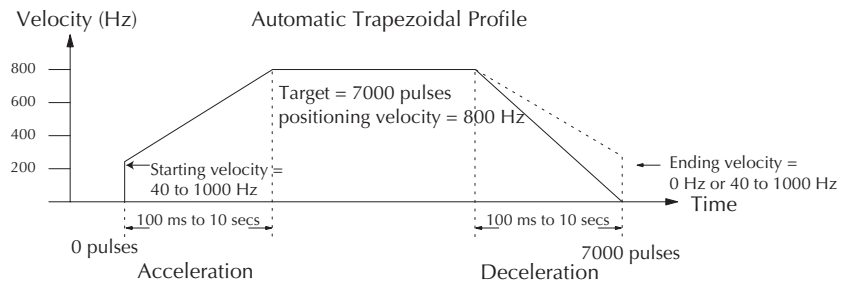 Velocity (Hz)
Automatic Trapezoidal Profile
800
600
400
200
Target = 7000 pulses
positioning velocity = 800 Hz
Starting velocity =
40 to 1000 Hz
Ending velocity =
0 Hz or 40 to 1000 Hz
Time
100 ms to 10 secs
100 ms to 10 secs
0 pulses
7000 pulses
Acceleration
Deceleration